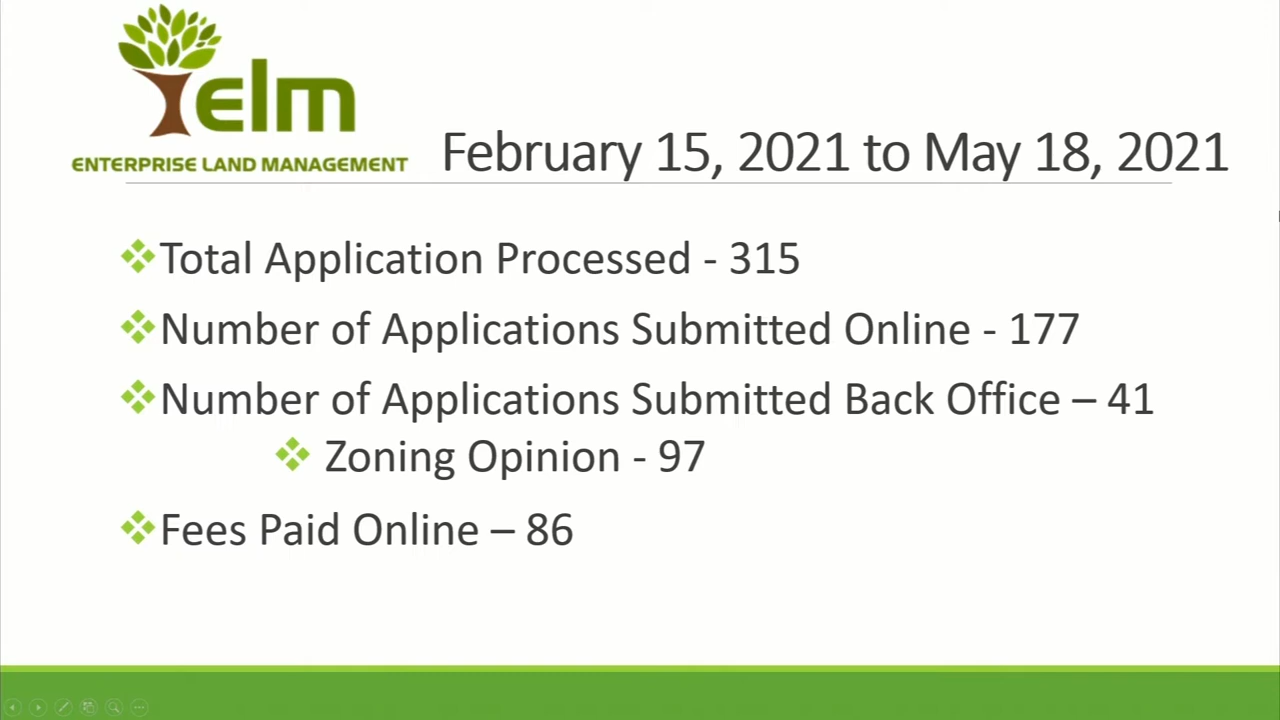 elm
ENTERPRISE LAND MANAGEMENT
February 15, 2021 to May 18, 2021
Total Application Processed - 315
Number of Applications Submitted Online - 177
Number of Applications Submitted Back Office – 41
Zoning Opinion - 97
Fees Paid Online – 86